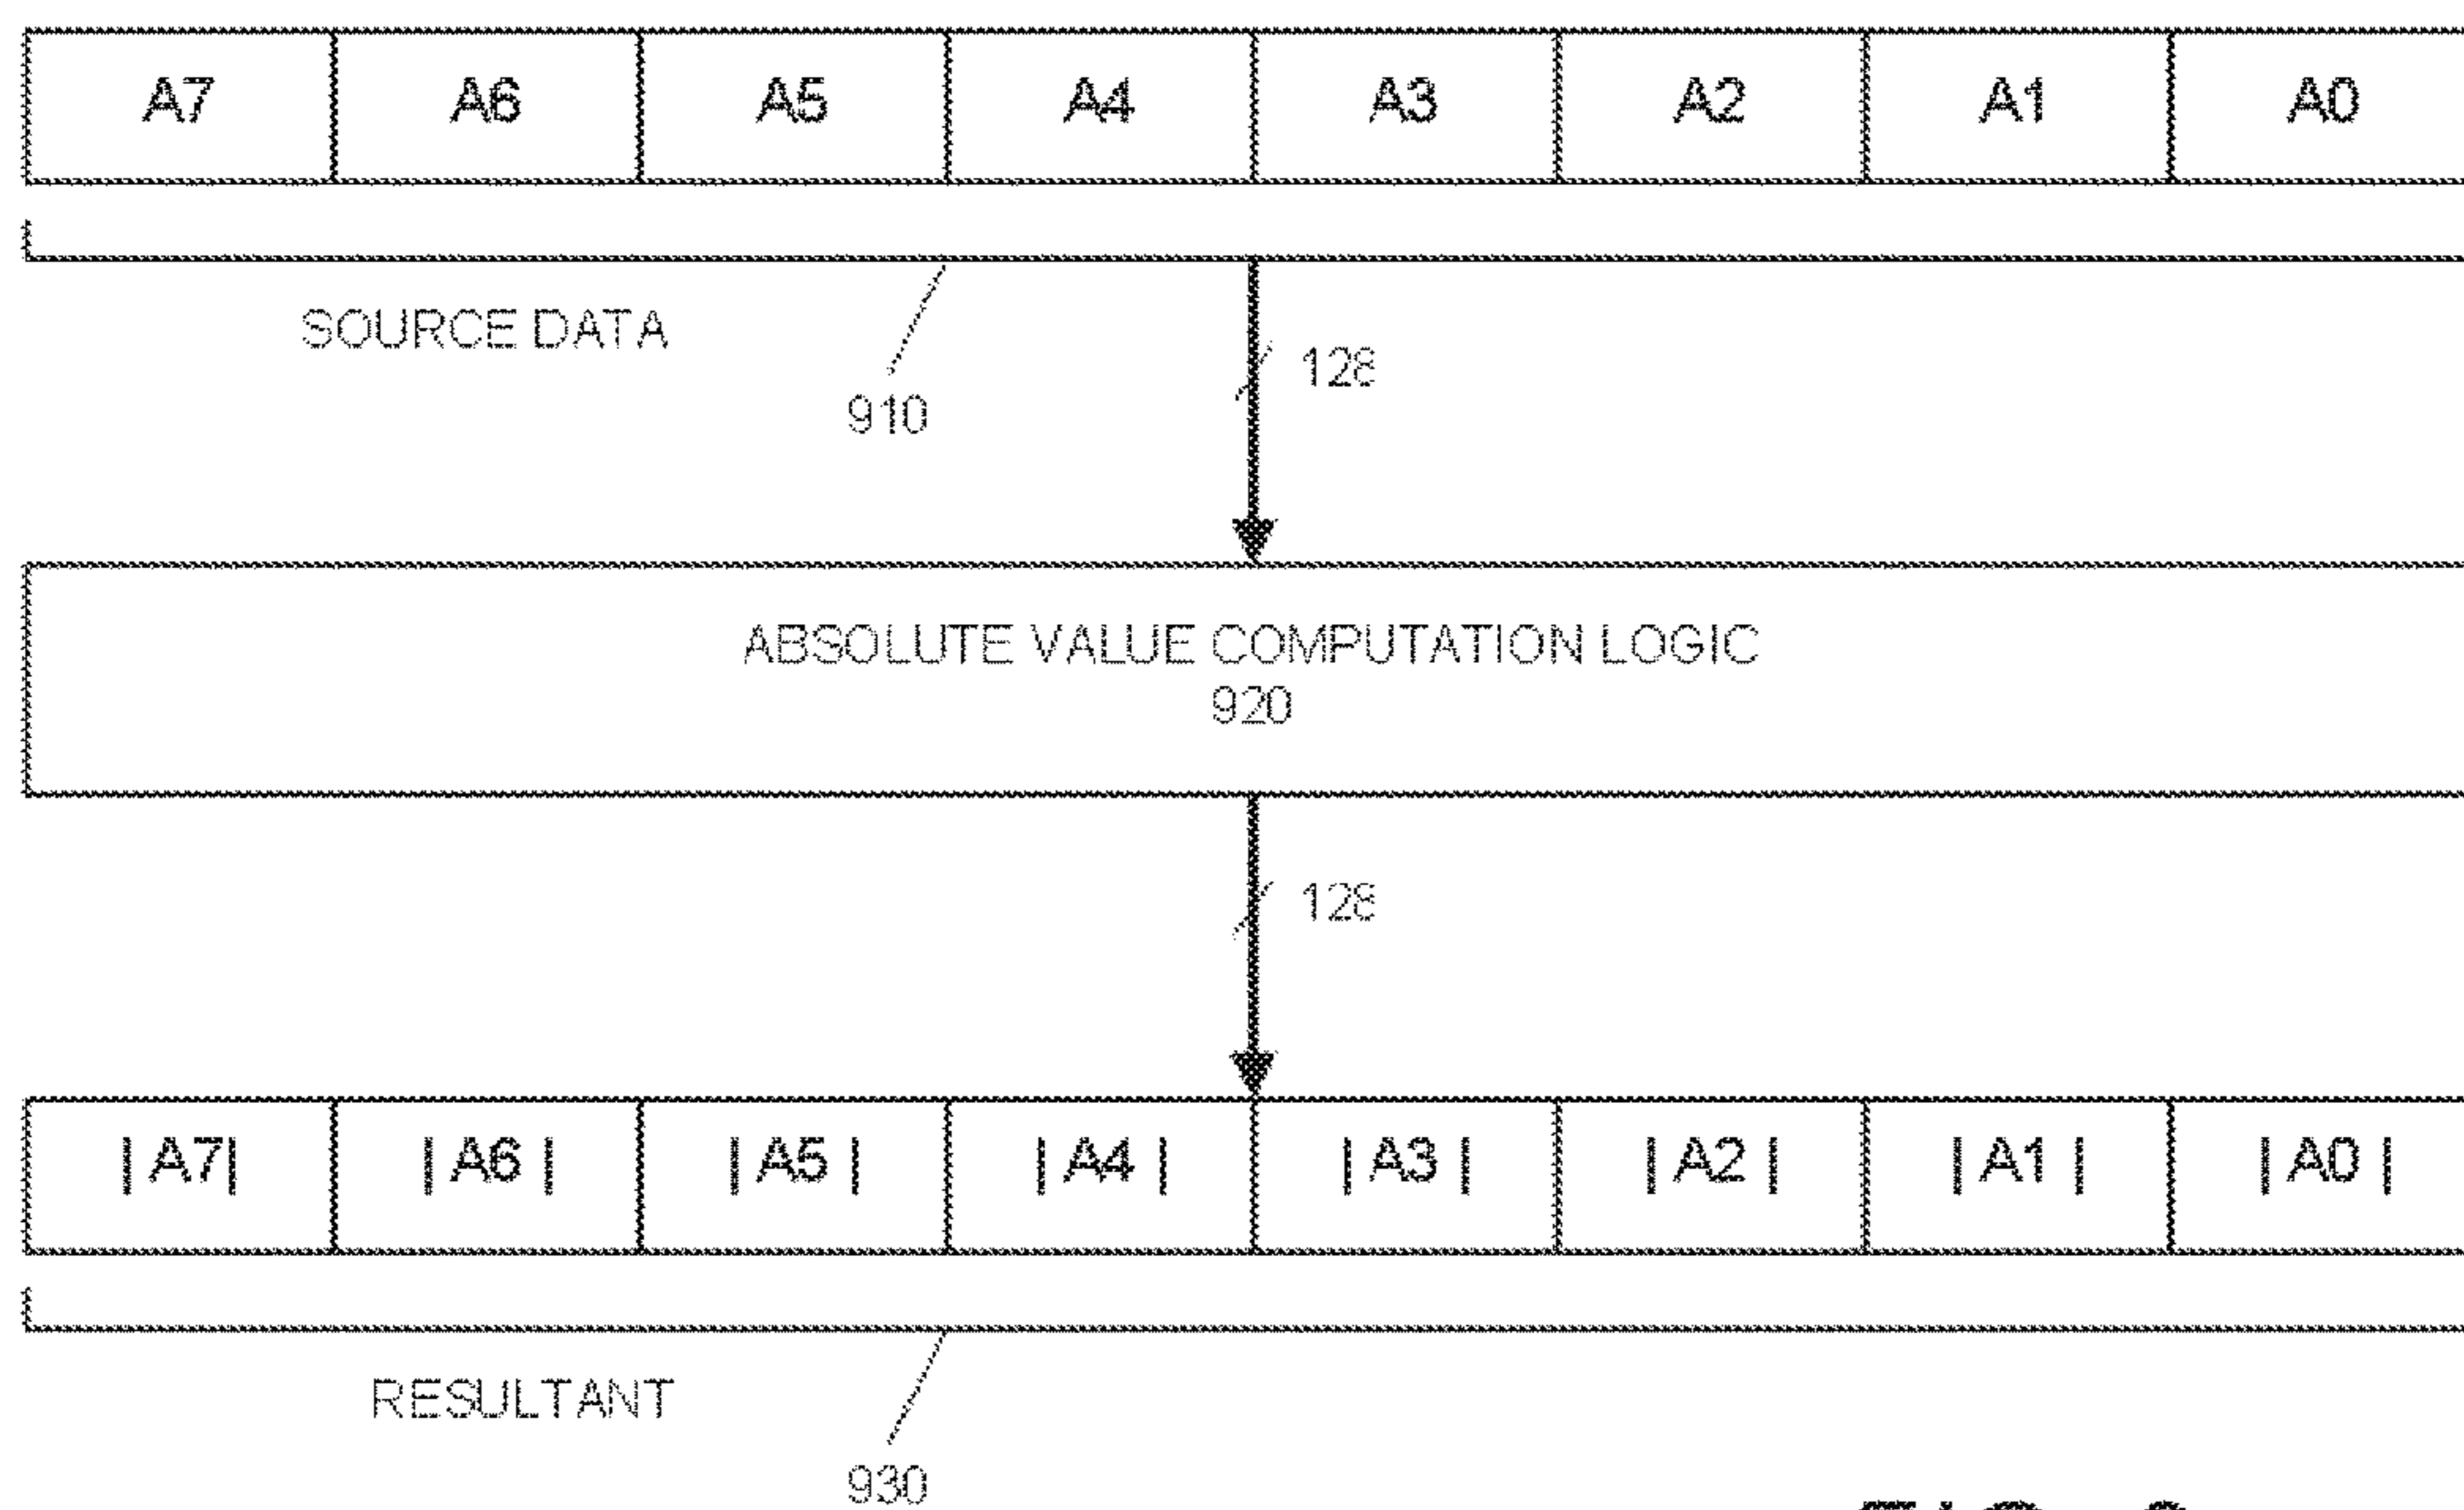 A7 A6 A5 A4 A3 A2 A1 A0
SOURCE DATA
128
910
ABSOLUTE VALUE COMPUTATION LOGIC
920
128
|A7| |A6| |A5| |A4| |A3| |A2| |A1| |A0|
RESULTANT
930